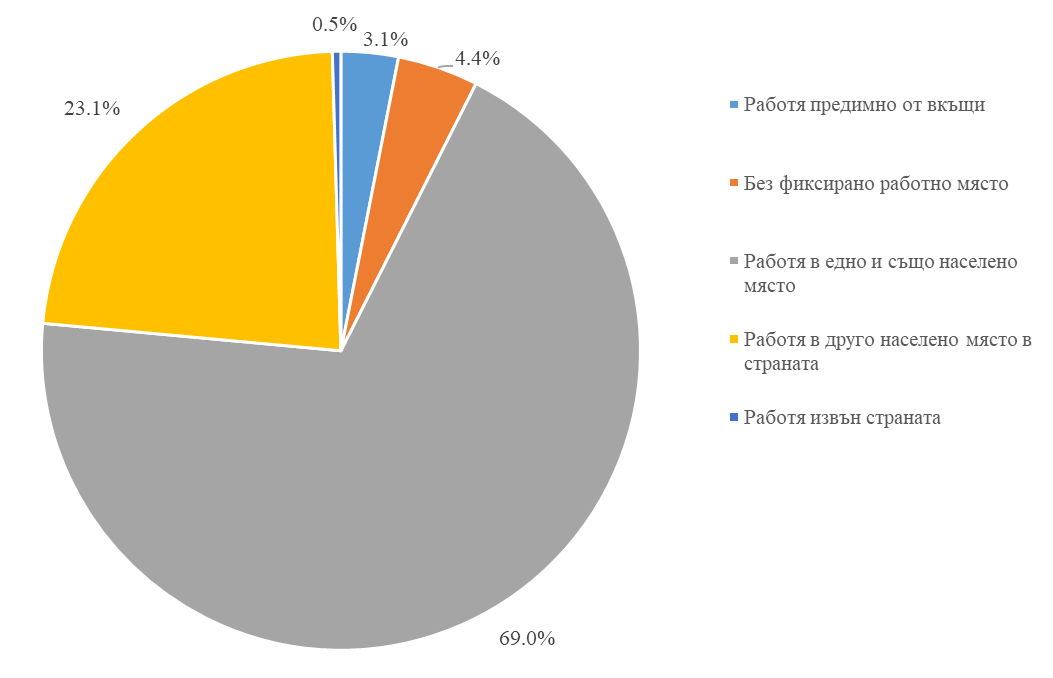 0.5%
3.1%
4.4%
23.1%
69.0%
Работя предимно от вкъщи
Без фиксирано работно място
Работя в едно и също населено
място
Работя в друго населено място в
страната
Работя извън страната